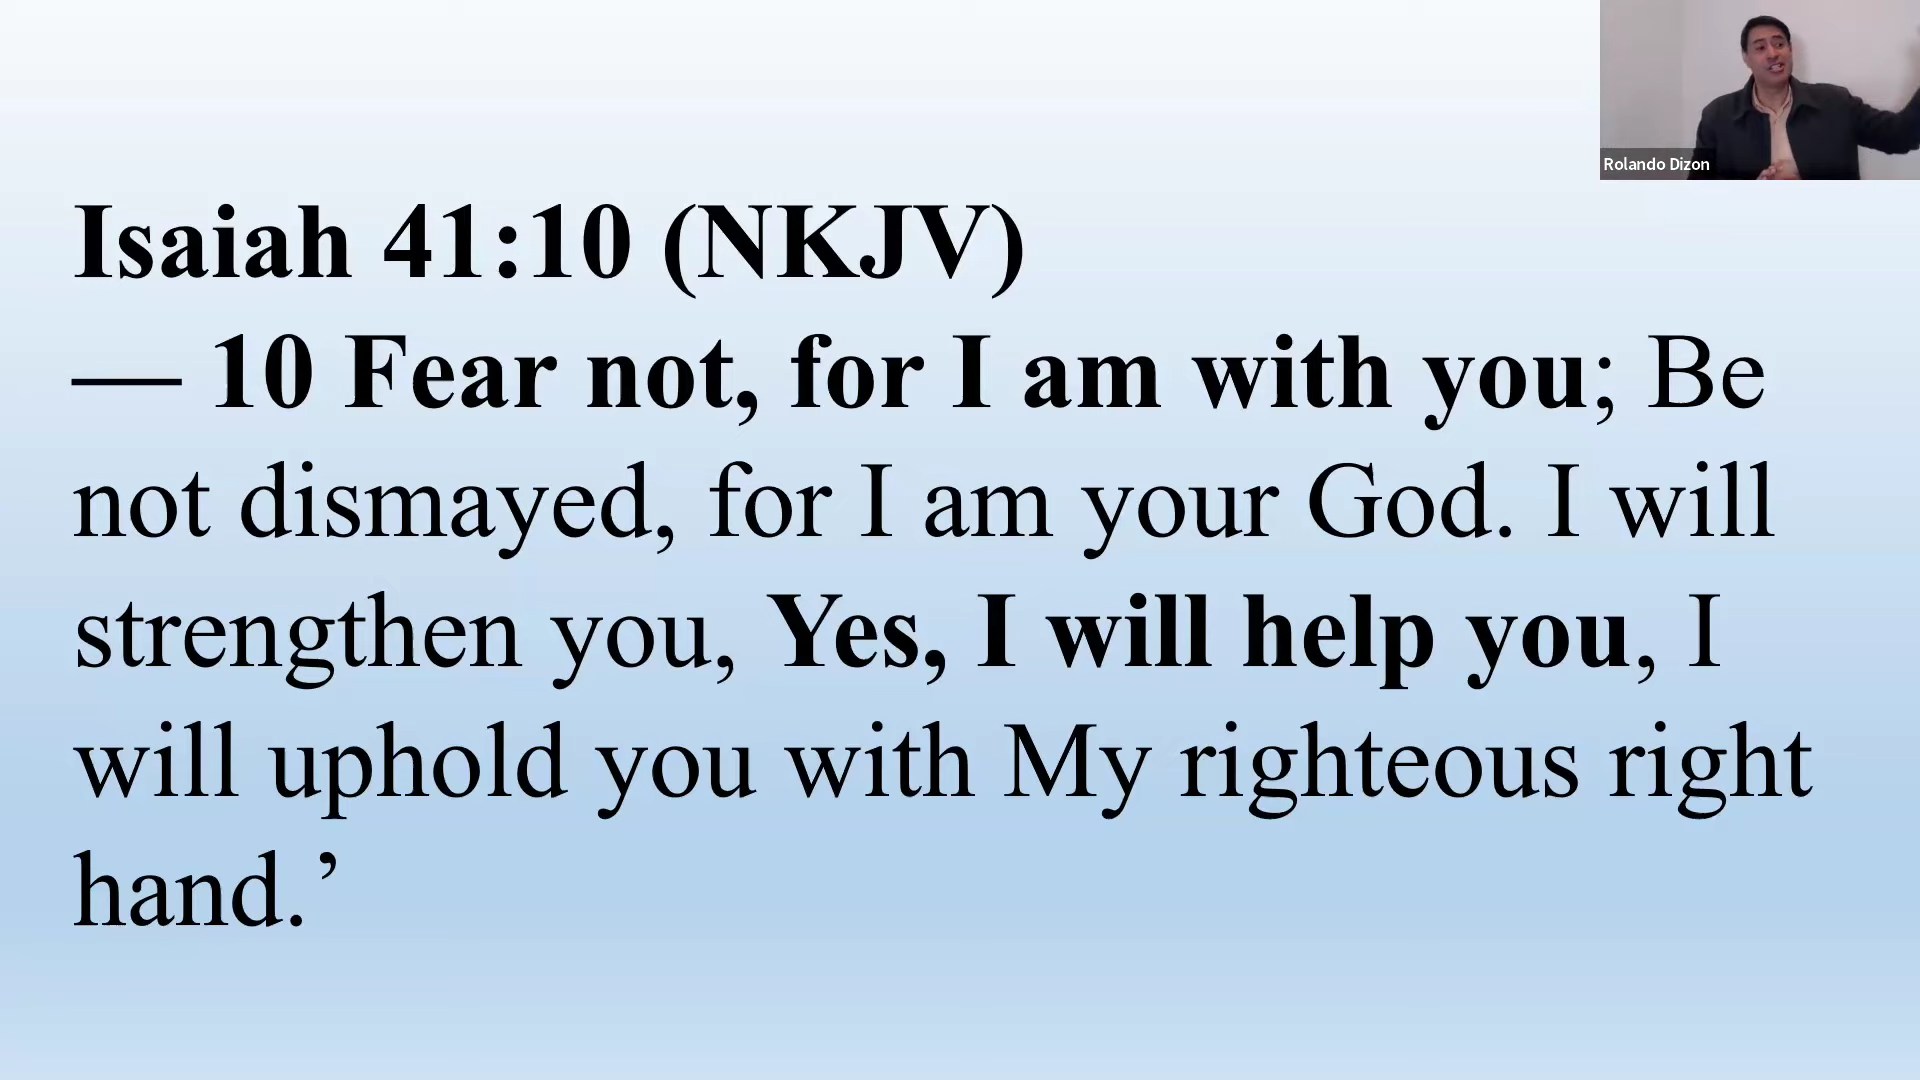 Rolando Dizon
Isaiah 41:10 (NKJV)
— 10 Fear not, for I am with you; Be
not dismayed, for I am your God. I will
strengthen you, Yes, I will help you, I
will uphold you with My righteous right
hand.’